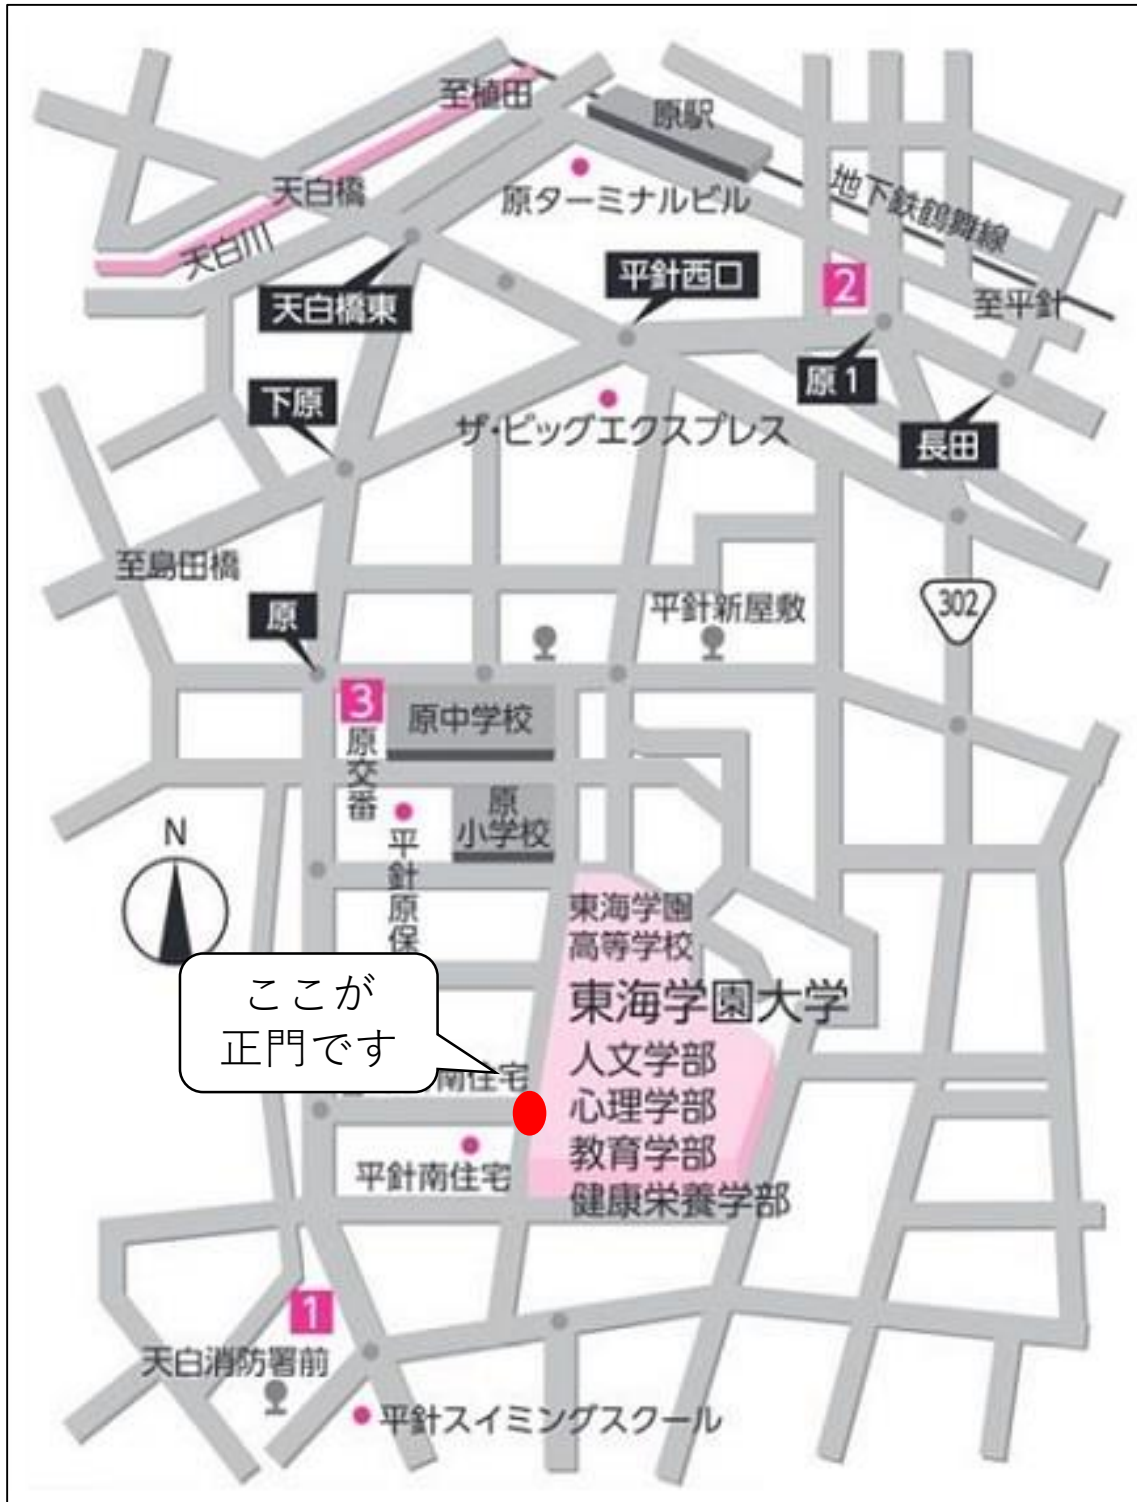 至植田
原駅
天白橋
原ターミナルビル
地下鉄鶴舞線
天白川
平針西口
2
天白橋東
至平針
原1
下原
ザ・ビッグエクスプレス
長田
至島田橋
原
平針新屋敷
302
3
原中学校
原交番
原
小学校
N
平針原保
東海学園
高等学校
ここが
正門です
東海学園大学
人文学部
南住宅
心理学部
教育学部
平針南住宅
健康栄養学部
1
天白消防署前
平針スイミングスクール